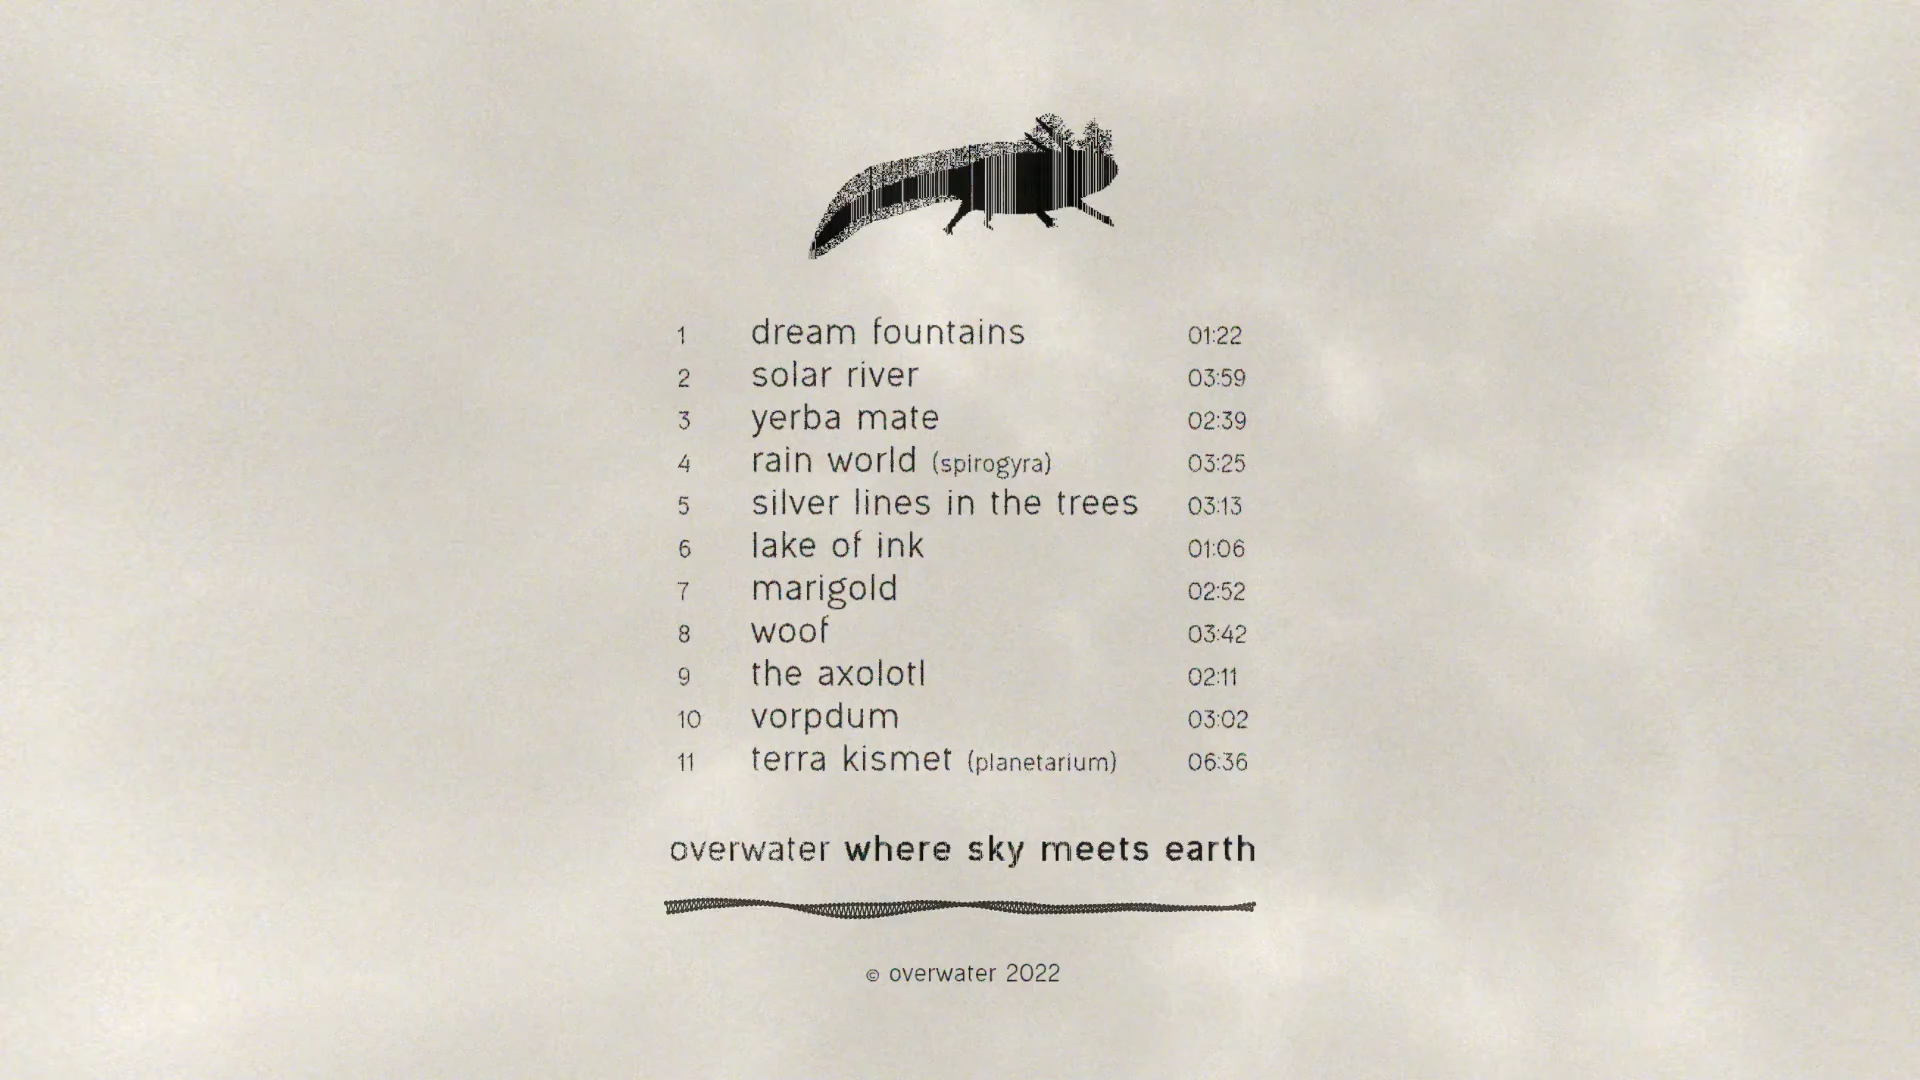 1 dream fountains 01:22
2 solar river 03:59
3 yerba mate 02:39
4 rain world (spirogyra) 03:25
5 silver lines in the trees 03:13
6 lake of ink 01:06
7 marigold 02:52
8 woof 03:42
9 the axolotl 02:11
10 vorpdum 03:02
11 terra kismet (planetarium) 06:36
overwater where sky meets earth
© overwater 2022